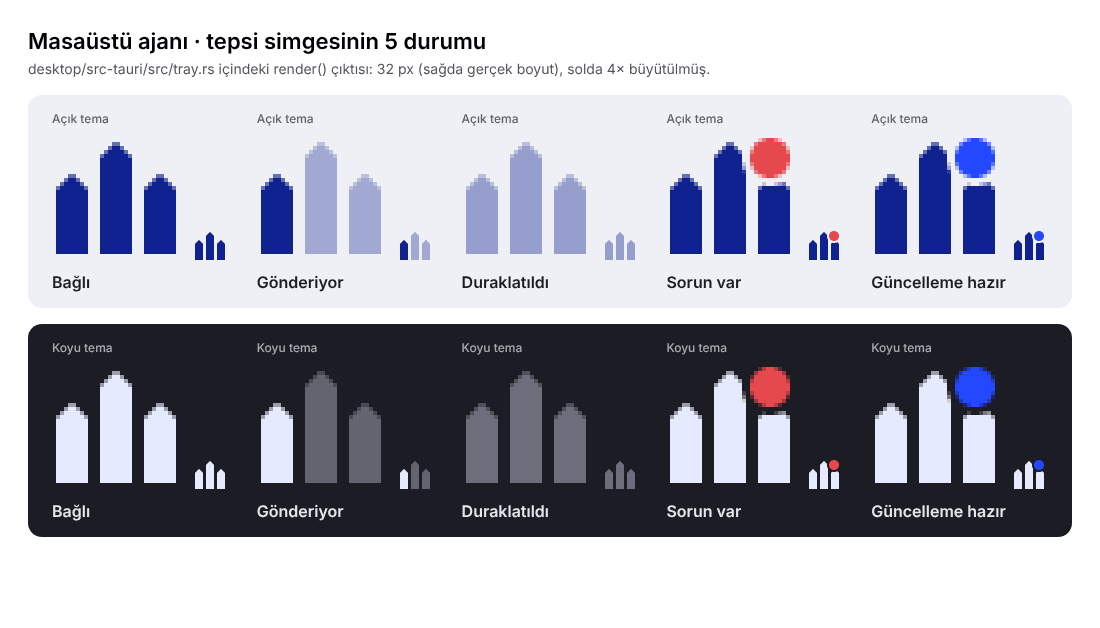 Masaüstü ajanı · tepsi simgesinin 5 durumu
desktop/src-tauri/src/tray.rs içindeki render() çıktısı: 32 px (sağda gerçek boyut), solda 4× büyütülmüş.
Açık tema Açık tema Açık tema Açık tema Açık tema
Bağlı Gönderiyor Duraklatıldı Sorun var Güncelleme hazır
Koyu tema Koyu tema Koyu tema Koyu tema Koyu tema
Bağlı Gönderiyor Duraklatıldı Sorun var Güncelleme hazır